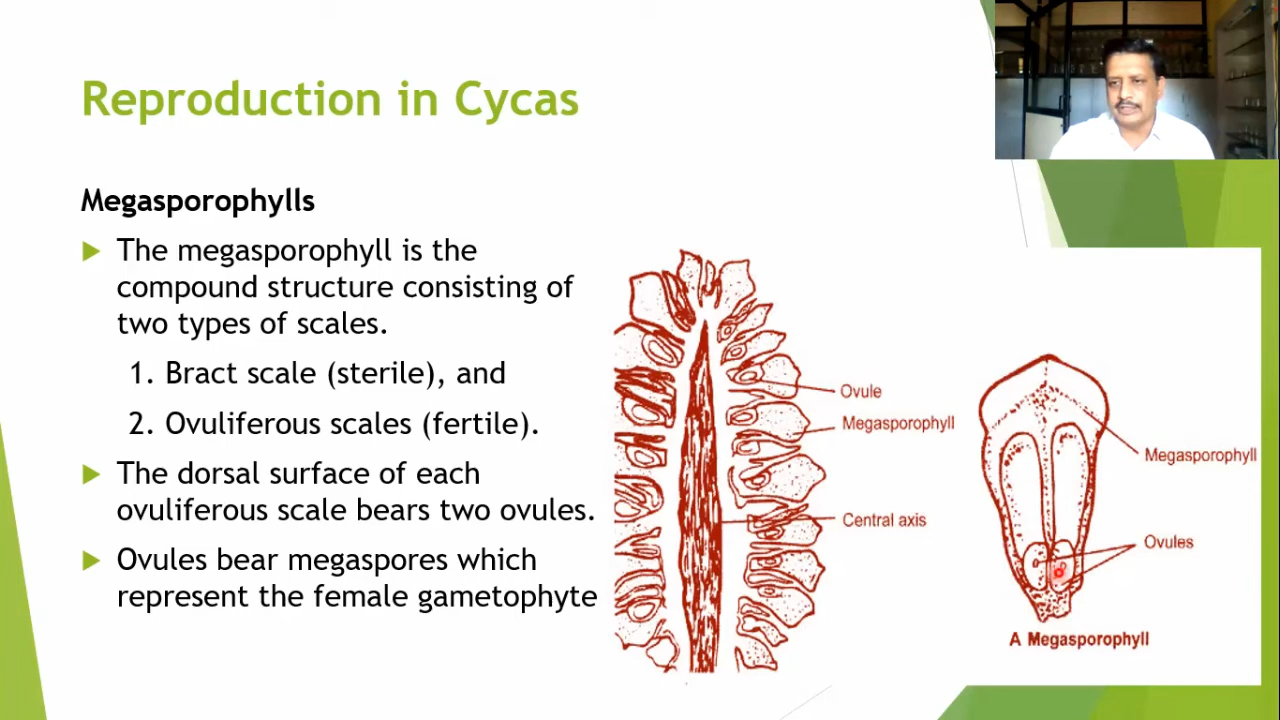 Reproduction in Cycas
Megasporophylls
The megasporophyll is the
compound structure consisting of
two types of scales.
1. Bract scale (sterile), and
2. Ovuliferous scales (fertile).
The dorsal surface of each
ovuliferous scale bears two ovules.
Ovules bear megaspores which
represent the female gametophyte
Ovule
Megasporophyll
Central axis
Megasporophyll
Ovules
A Megasporophyll